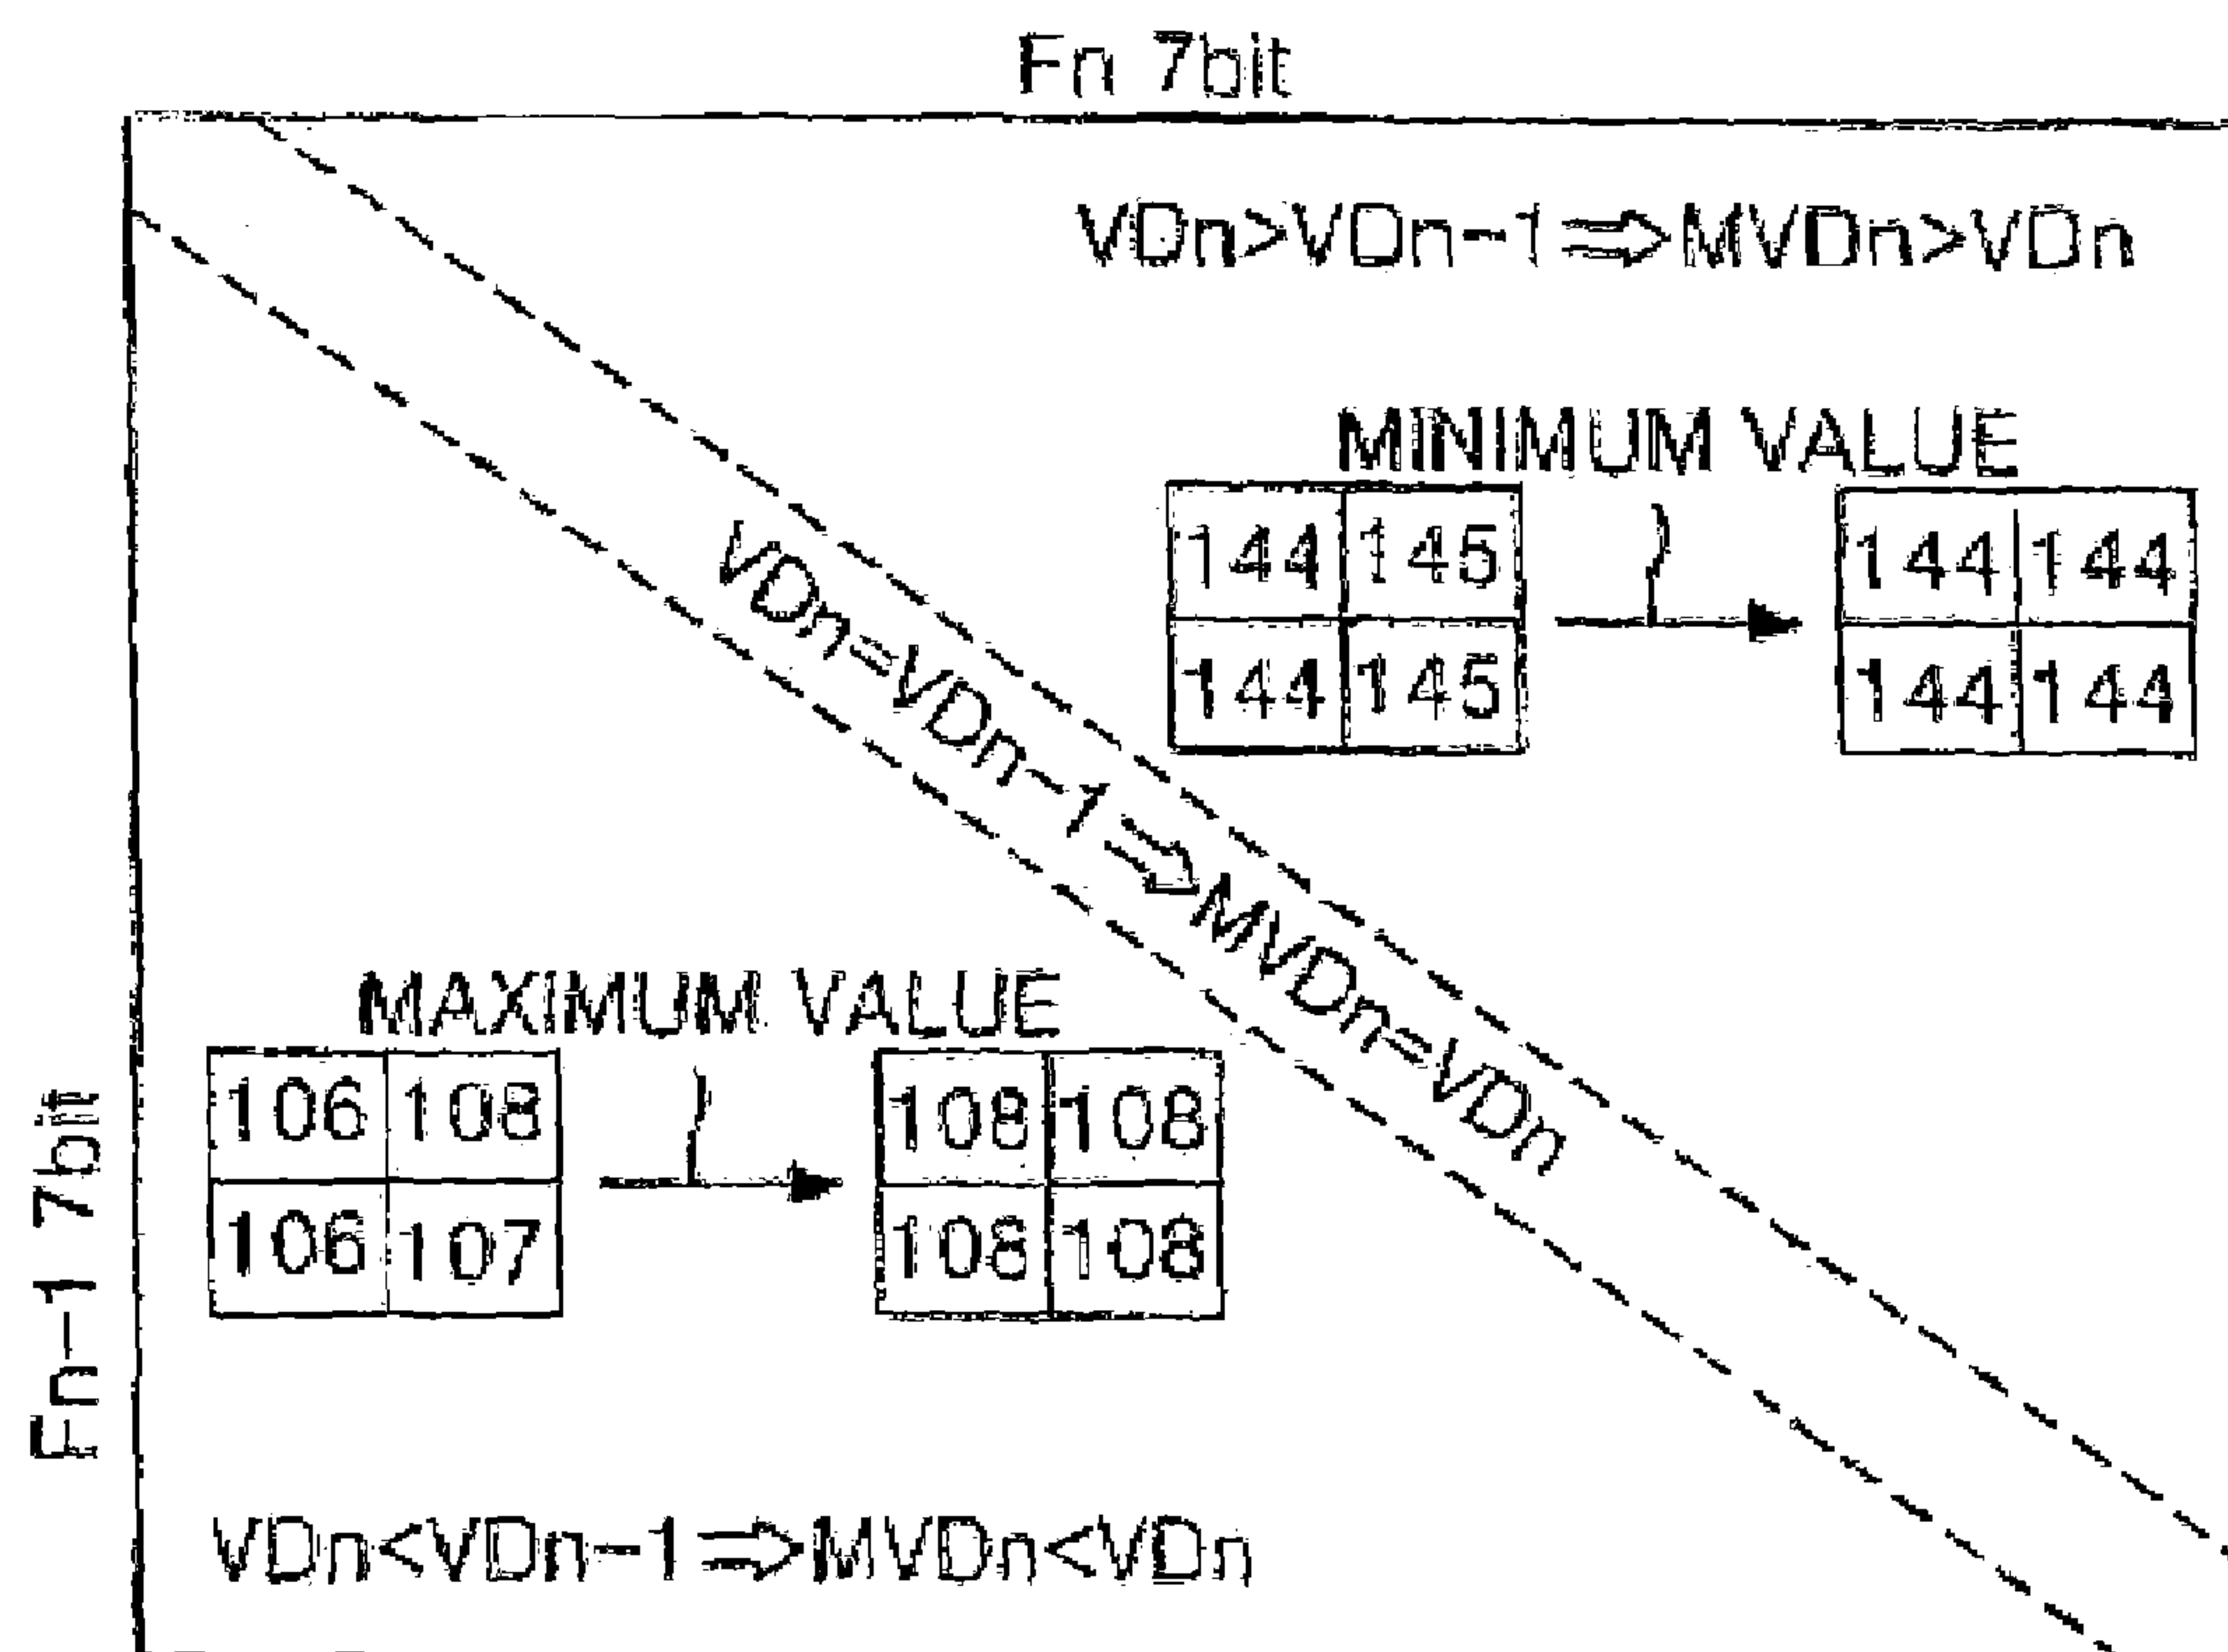 Fn 7bit
VDn>VDn-1⇒MVDn>VDn
MINIMUM VALUE
144 145 144 144
144 145 144 144
VDn=VDn-1⇒MVDn=VDn
MAXIMUM VALUE
106 108 108 108
106 107 108 108
Fn-1 7bit
VDn<VDn-1⇒MVDn<VDn